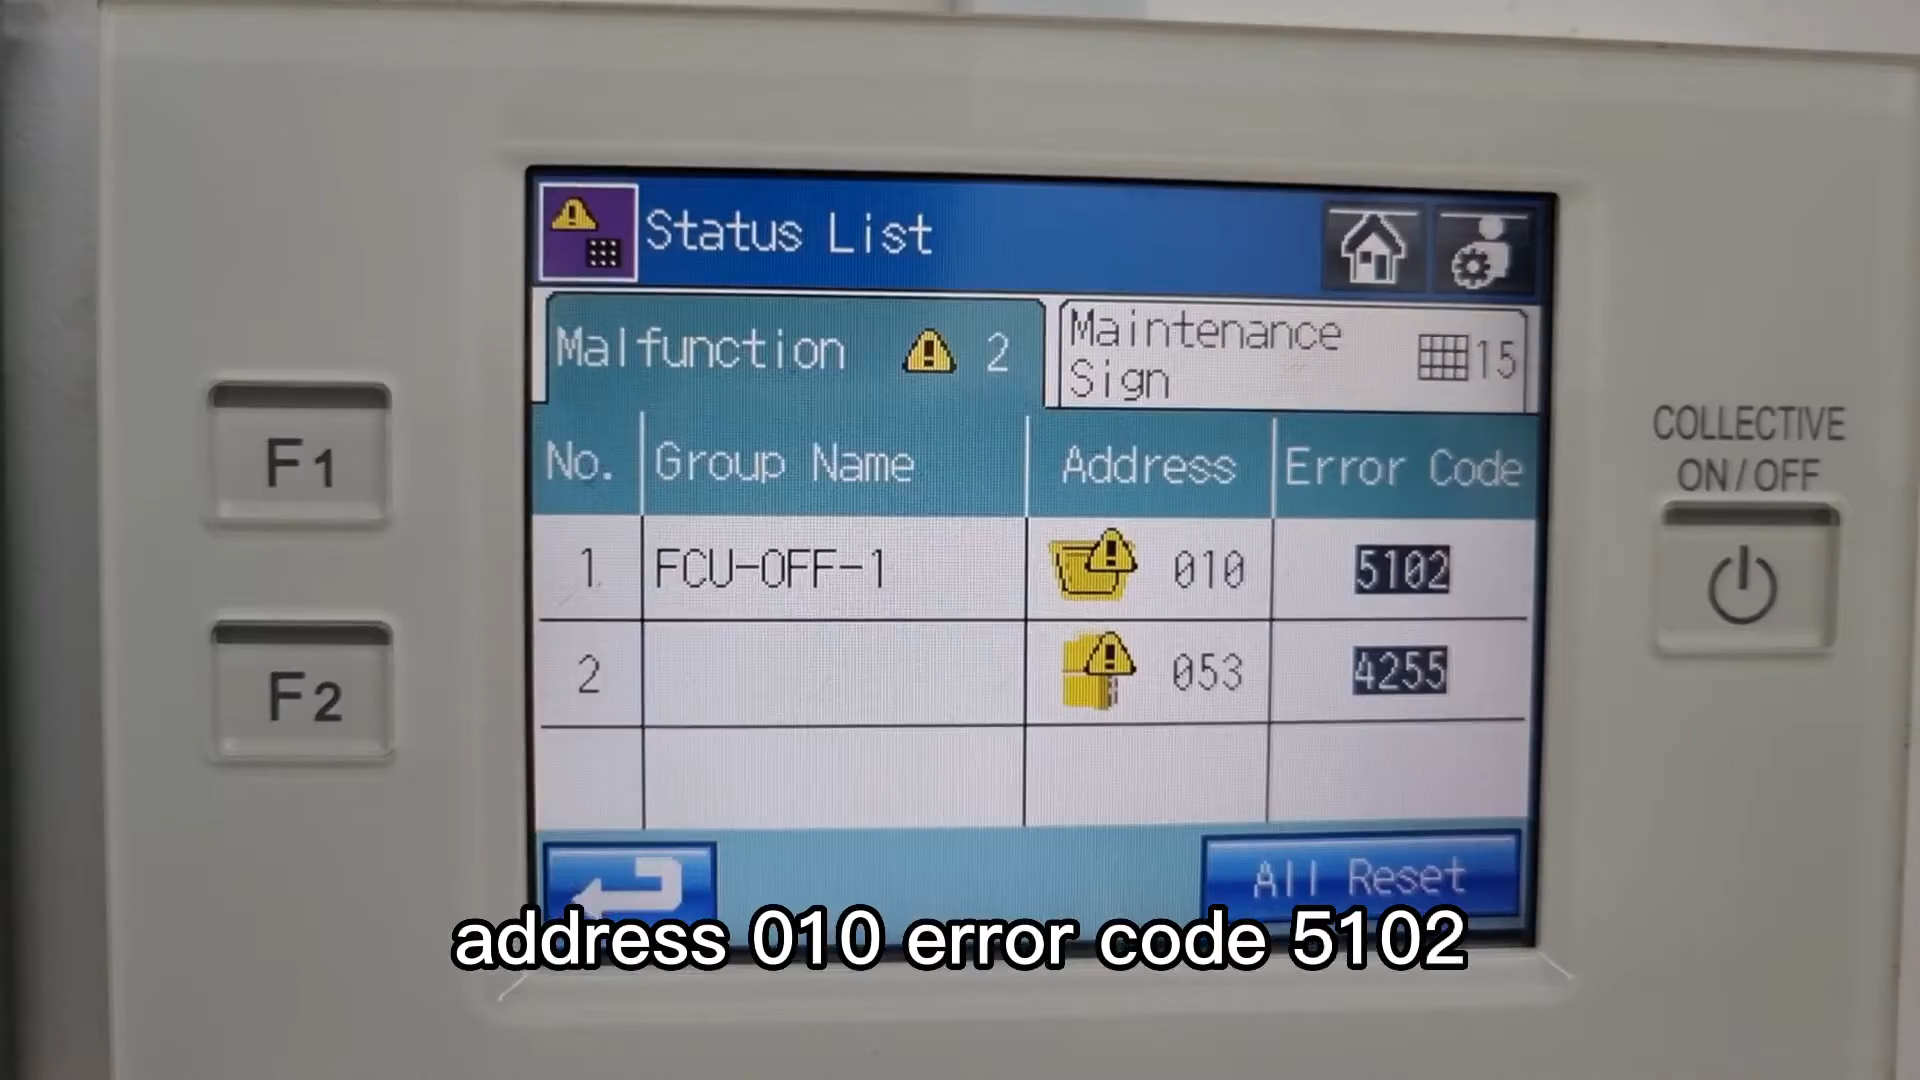 Status List
Malfunction 2
Maintenance
Sign 15
No. Group Name Address Error Code
1 FCU-OFF-1 010 5102
2 053 4255
All Reset
F1
F2
COLLECTIVE
ON/OFF
address 010 error code 5102